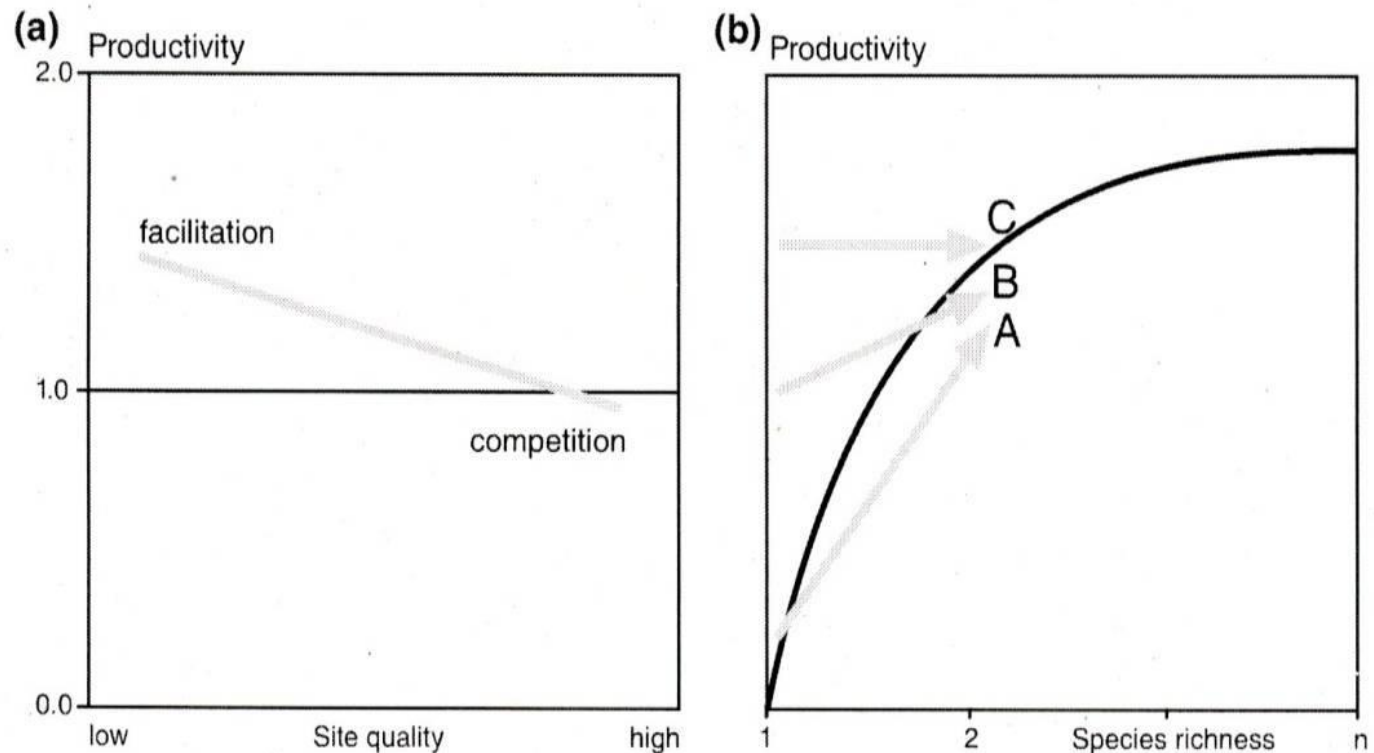 (a)
Productivity
2.0
facilitation
1.0
competition
0.0
low Site quality high
(b)
Productivity
C
B
A
1 2 Species richness n